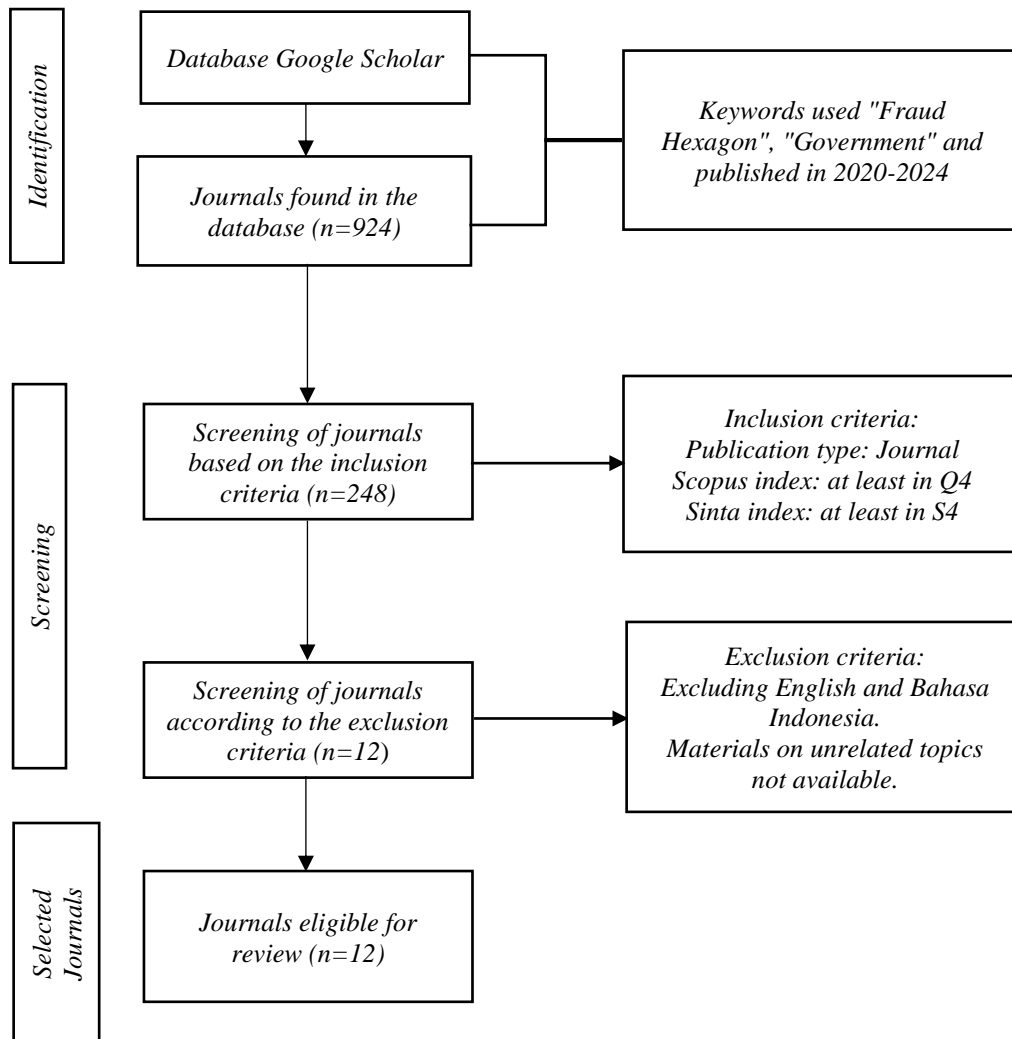 Identification
Database Google Scholar
Journals found in the
database (n=924)
Keywords used "Fraud
Hexagon", "Government" and
published in 2020-2024
Screening
Screening of journals
based on the inclusion
criteria (n=248)
Inclusion criteria:
Publication type: Journal
Scopus index: at least in Q4
Sinta index: at least in S4
Screening of journals
according to the exclusion
criteria (n=12)
Exclusion criteria:
Excluding English and Bahasa
Indonesia.
Materials on unrelated topics
not available.
Selected
Journals
Journals eligible for
review (n=12)